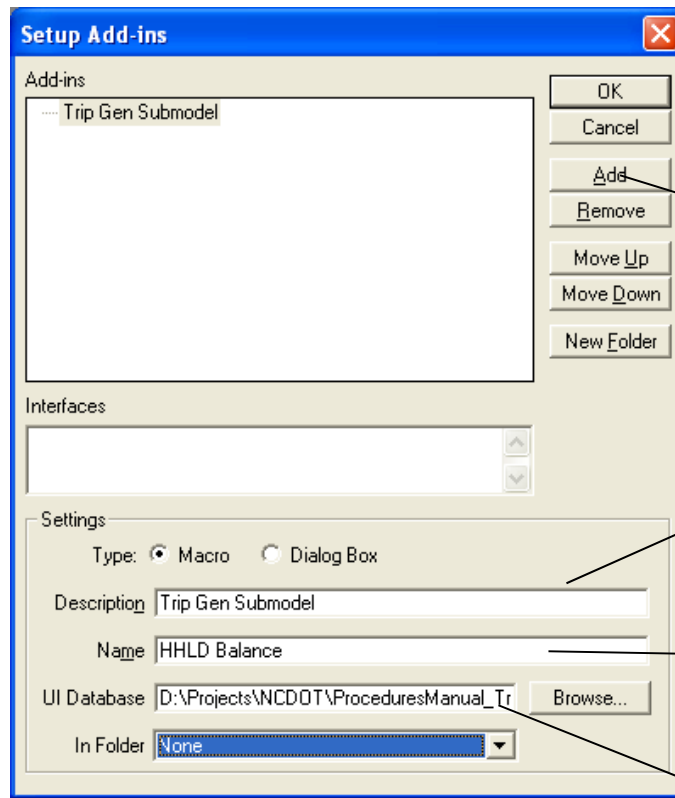 Setup Add-ins
Add-ins
Trip Gen Submodel
OK
Cancel
Add
Remove
Move Up
Move Down
New Folder
Interfaces
Settings
Type: Macro Dialog Box
Description Trip Gen Submodel
Name HHLD Balance
UI Database D:\Projects\NCDOT\ProceduresManual_Tr Browse...
In Folder None